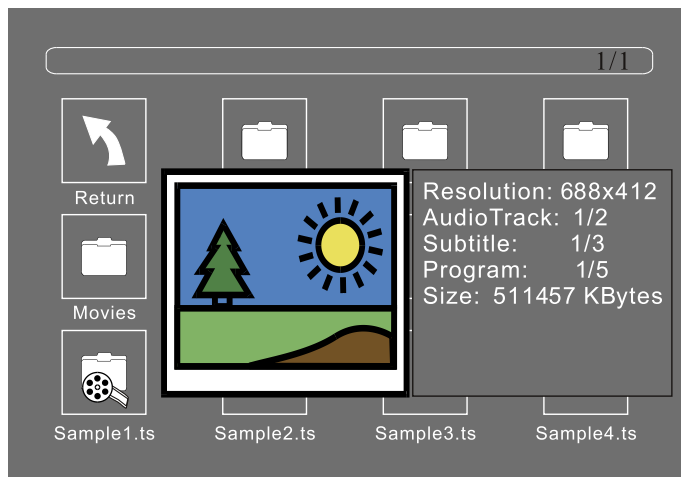 1/1
Return
Resolution: 688x412
AudioTrack: 1/2
Subtitle: 1/3
Program: 1/5
Size: 511457 KBytes
Movies
Sample1.ts
Sample2.ts
Sample3.ts
Sample4.ts